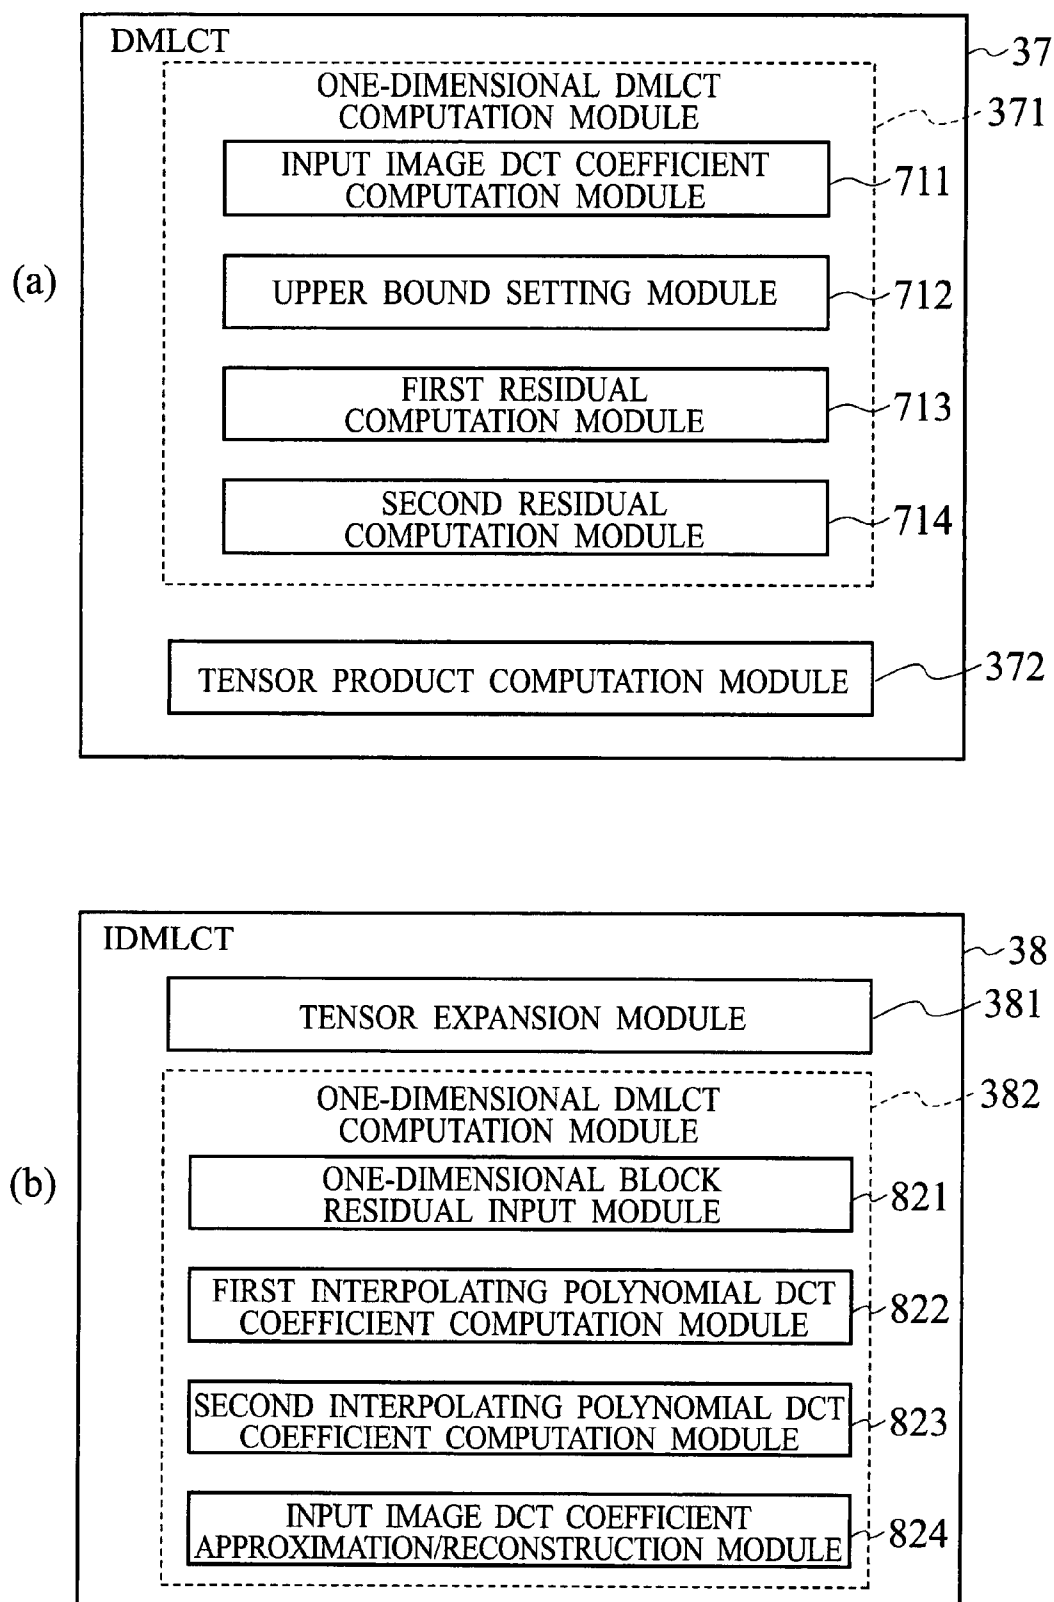 DMLCT
37
ONE-DIMENSIONAL DMLCT
COMPUTATION MODULE
371
INPUT IMAGE DCT COEFFICIENT
COMPUTATION MODULE
711
(a)
UPPER BOUND SETTING MODULE
712
FIRST RESIDUAL
COMPUTATION MODULE
713
SECOND RESIDUAL
COMPUTATION MODULE
714
TENSOR PRODUCT COMPUTATION MODULE
372
IDMLCT
38
TENSOR EXPANSION MODULE
381
ONE-DIMENSIONAL DMLCT
COMPUTATION MODULE
382
(b)
ONE-DIMENSIONAL BLOCK
RESIDUAL INPUT MODULE
821
FIRST INTERPOLATING POLYNOMIAL DCT
COEFFICIENT COMPUTATION MODULE
822
SECOND INTERPOLATING POLYNOMIAL DCT
COEFFICIENT COMPUTATION MODULE
823
INPUT IMAGE DCT COEFFICIENT
APPROXIMATION/RECONSTRUCTION MODULE
824